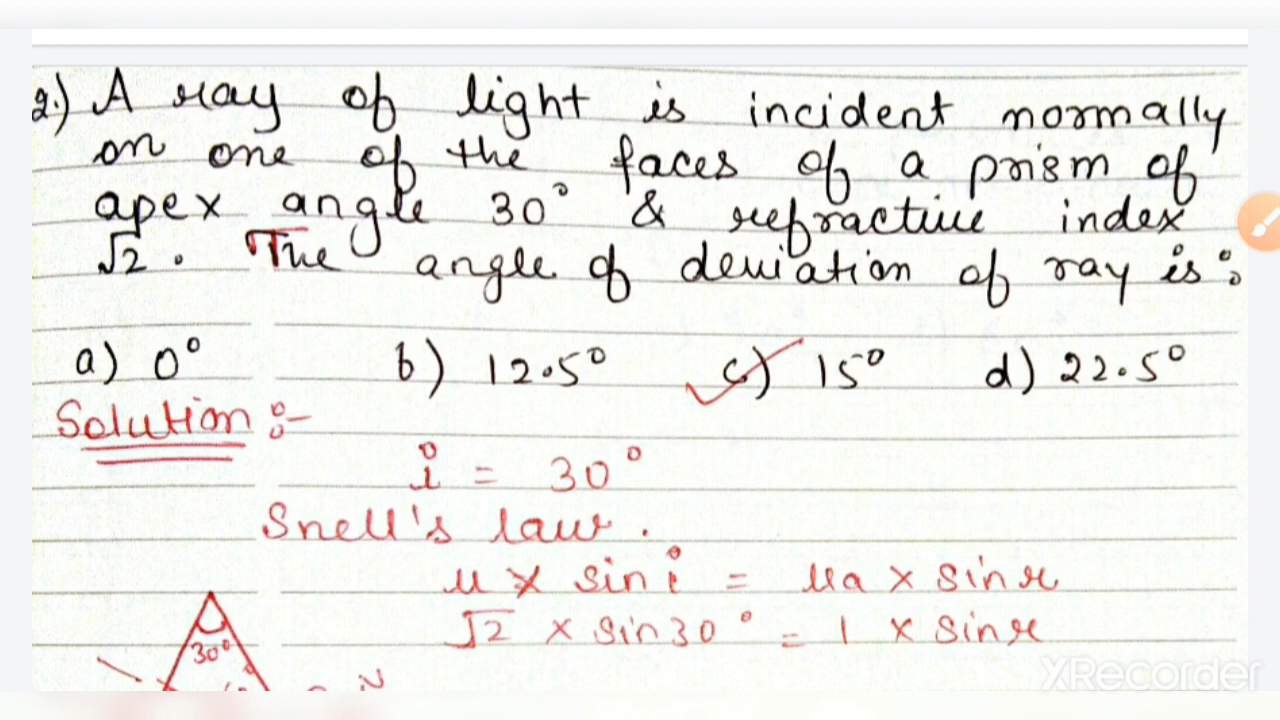 2.) A ray of light is incident normally
on one of the faces of a prism of
apex angle 30° & refractive index
√2. The angle of deviation of ray is:
a) 0° b) 12.5° c) 15° d) 22.5°
Solution :-
i = 30°
Snell's law.
μ × sin i = μa × sin r
√2 × sin 30° = 1 × sin r
30°
XRecorder